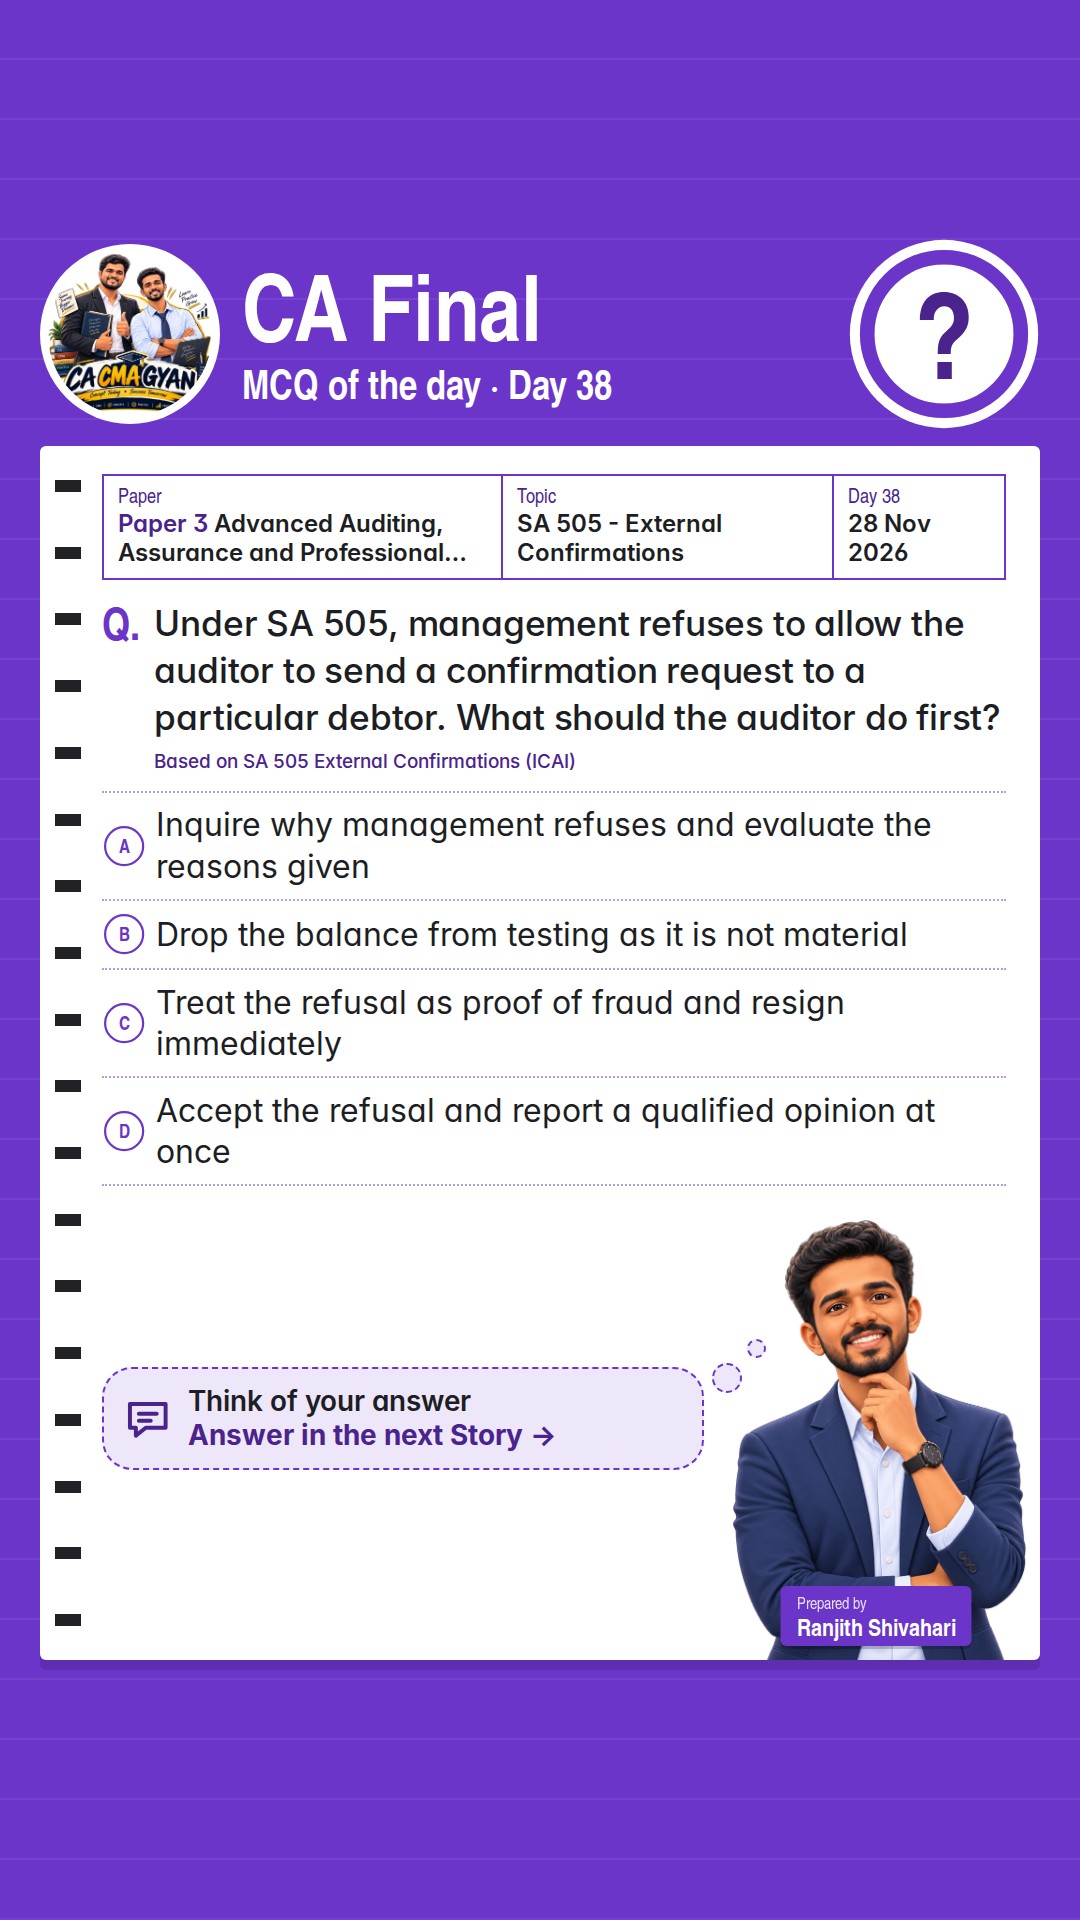 CA Final
MCQ of the day · Day 38
CA CMA GYAN
?
Paper
Paper 3 Advanced Auditing,
Assurance and Professional...
Topic
SA 505 - External
Confirmations
Day 38
28 Nov
2026
Q. Under SA 505, management refuses to allow the
auditor to send a confirmation request to a
particular debtor. What should the auditor do first?
Based on SA 505 External Confirmations (ICAI)
A Inquire why management refuses and evaluate the
reasons given
B Drop the balance from testing as it is not material
C Treat the refusal as proof of fraud and resign
immediately
D Accept the refusal and report a qualified opinion at
once
Think of your answer
Answer in the next Story →
Prepared by
Ranjith Shivahari